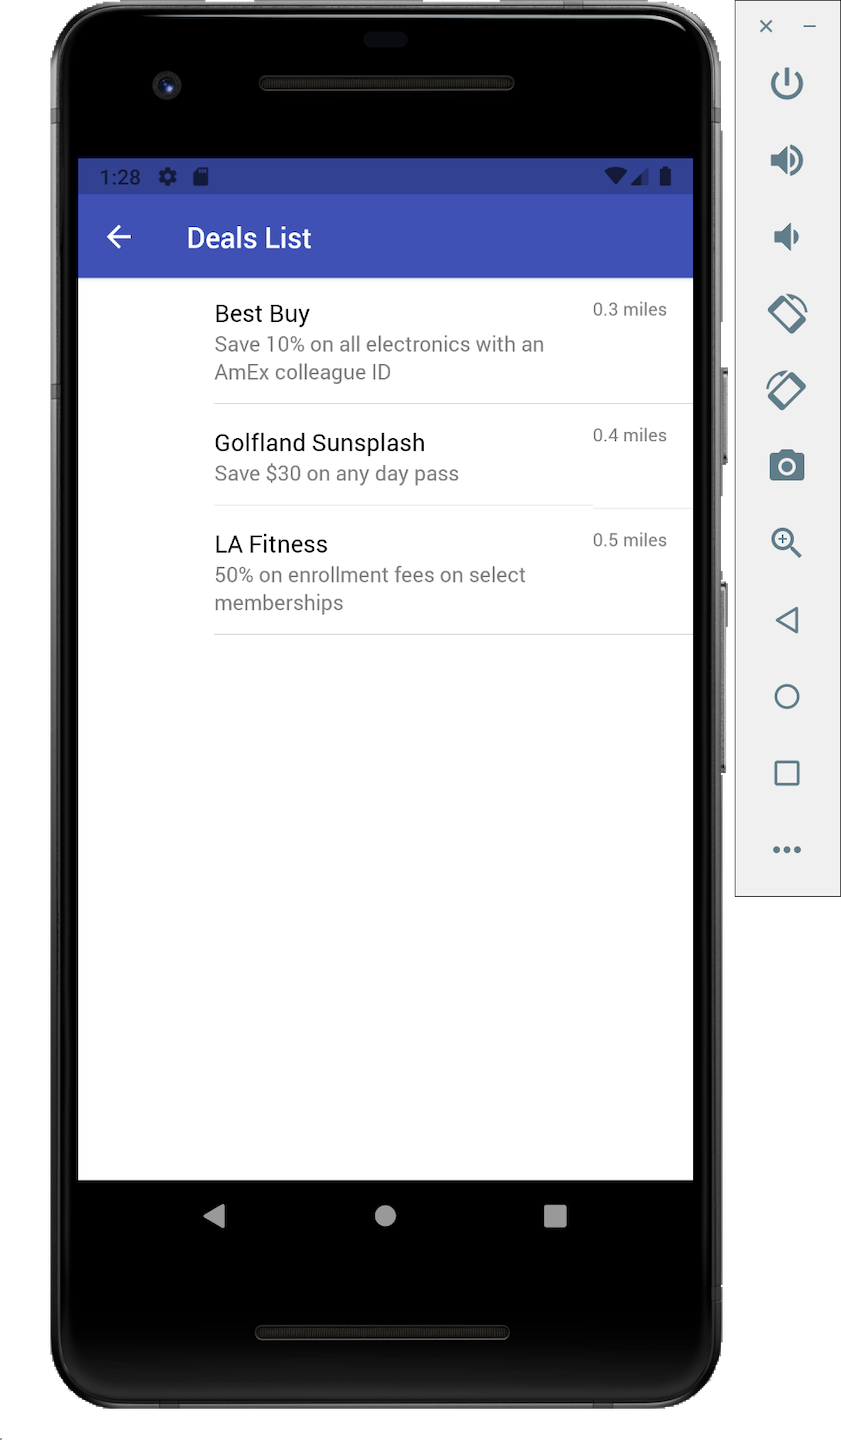 1:28
Deals List
Best Buy
0.3 miles
Save 10% on all electronics with an
AmEx colleague ID
Golfland Sunsplash
0.4 miles
Save $30 on any day pass
LA Fitness
0.5 miles
50% on enrollment fees on select
memberships